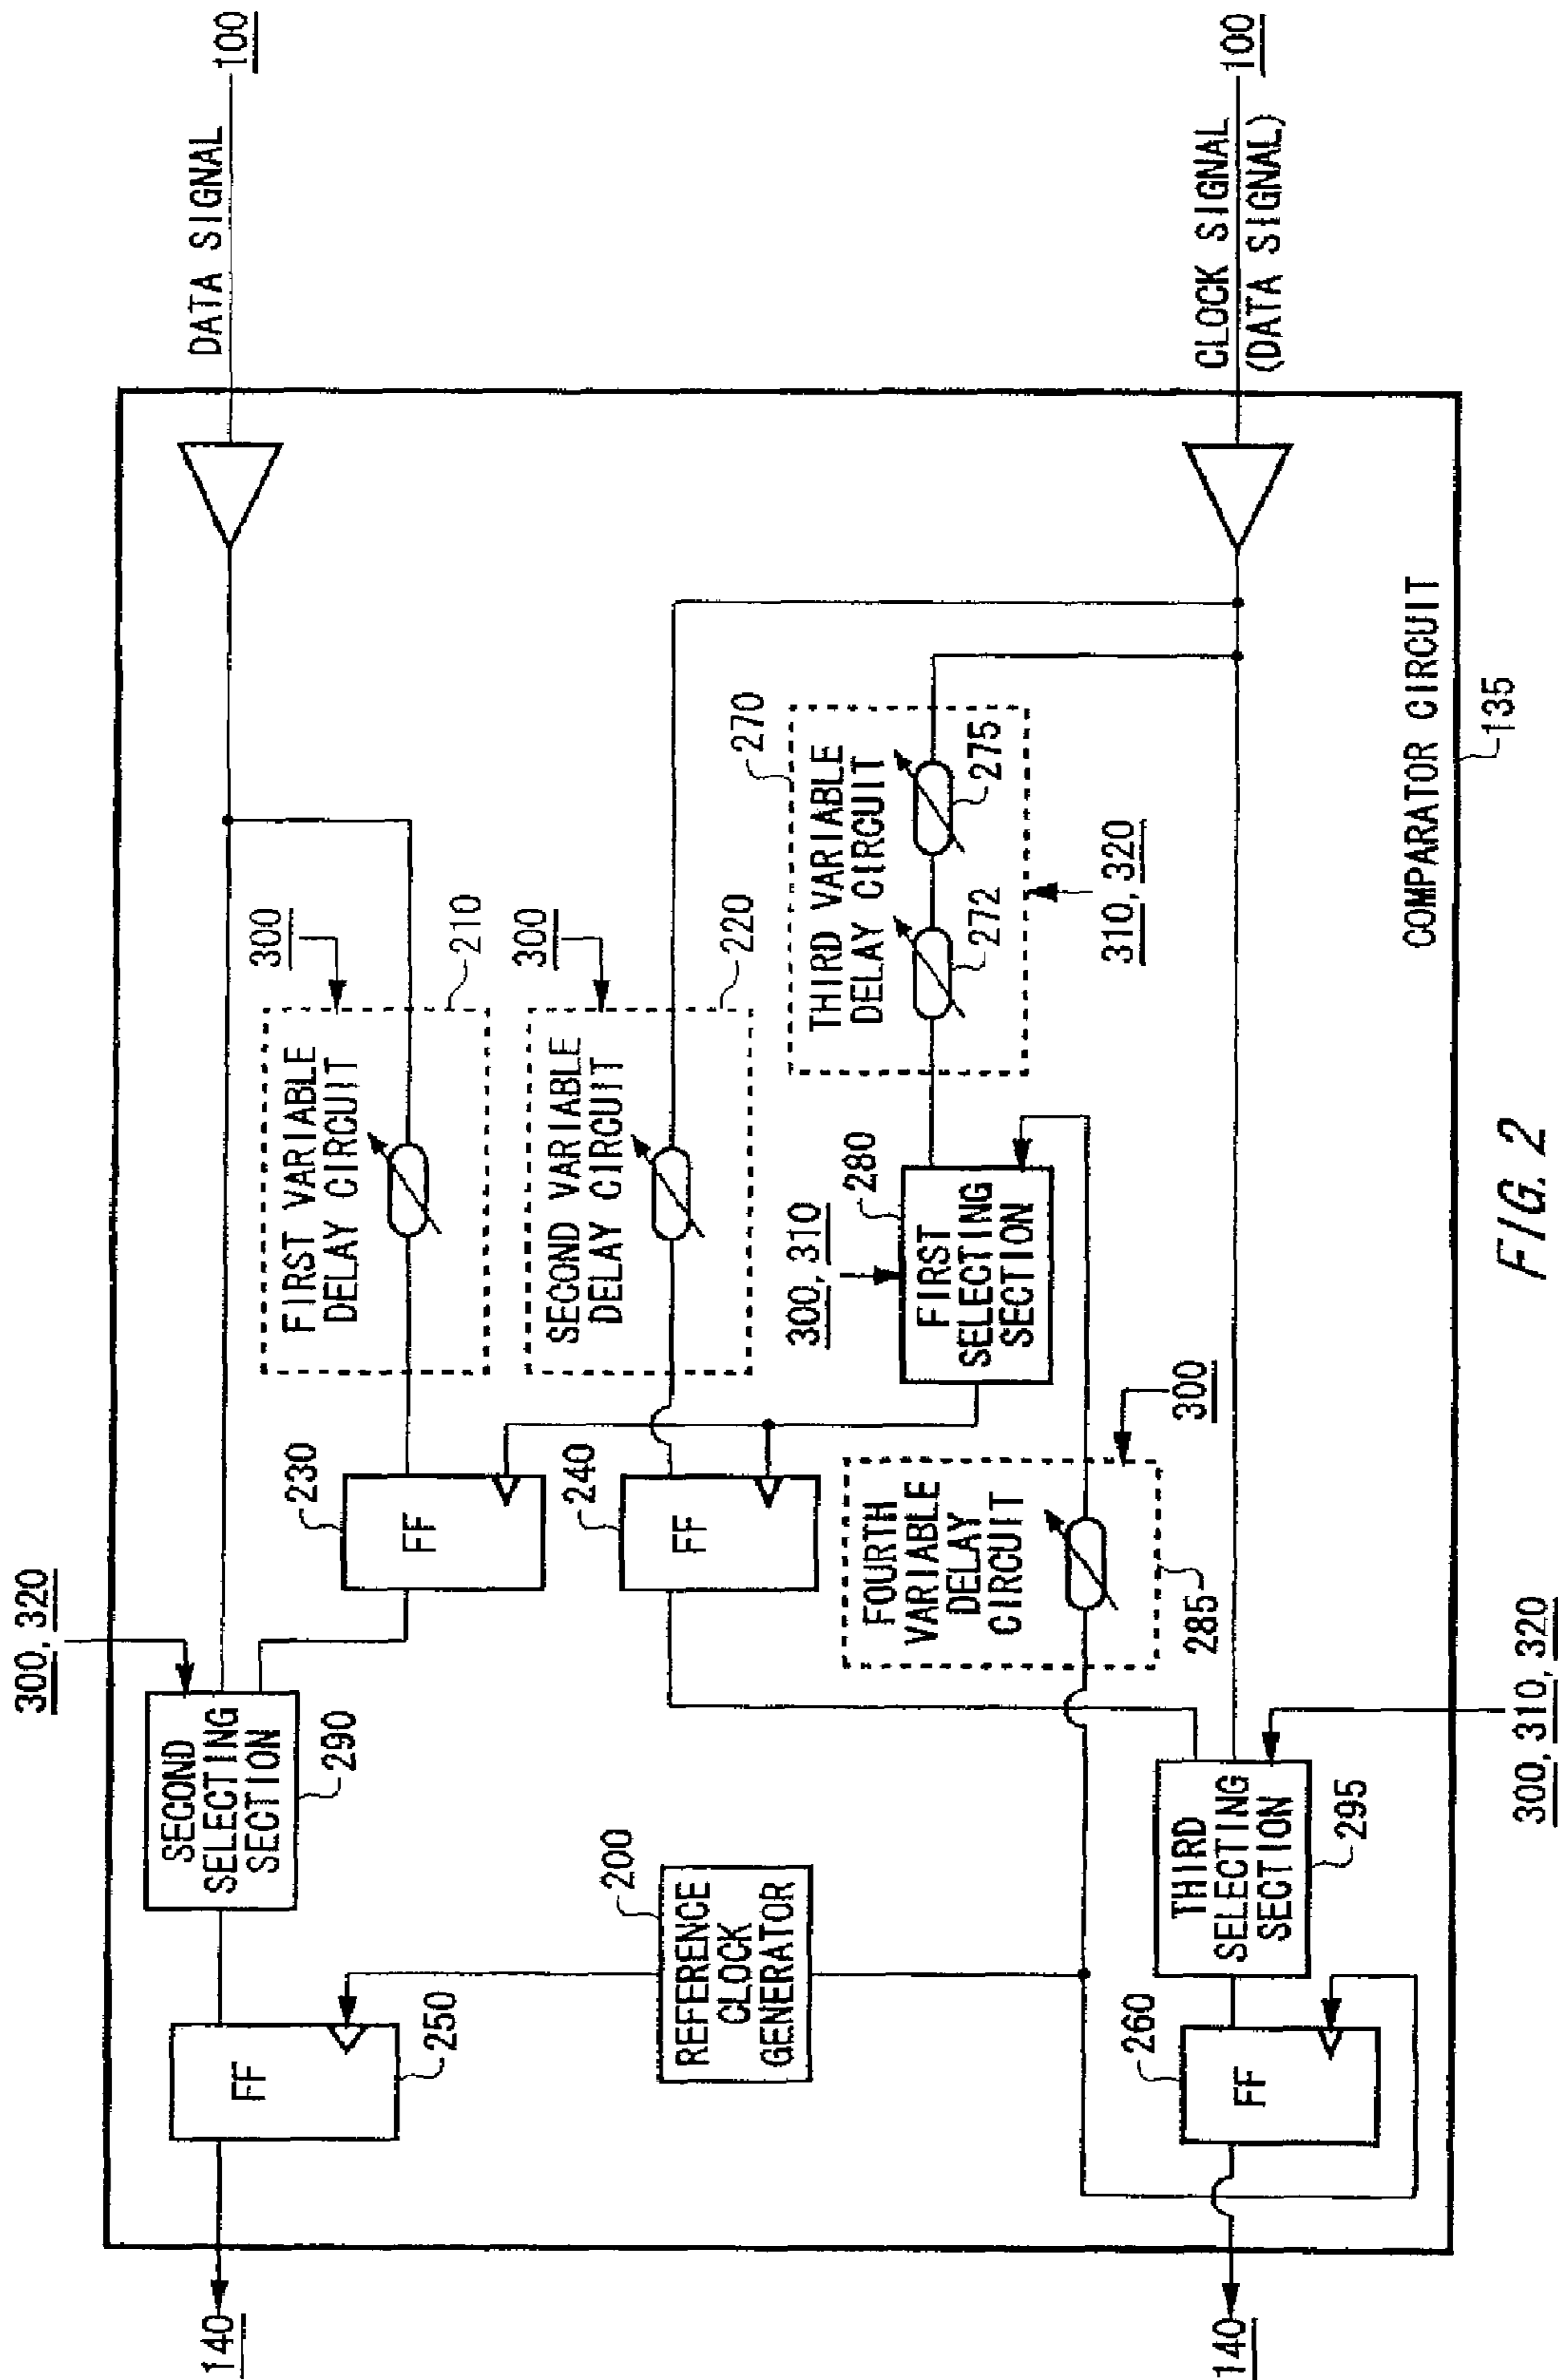 100
DATA SIGNAL
100
CLOCK SIGNAL
(DATA SIGNAL)
COMPARATOR CIRCUIT
135
300
210
FIRST VARIABLE
DELAY CIRCUIT
300
220
SECOND VARIABLE
DELAY CIRCUIT
270
THIRD VARIABLE
DELAY CIRCUIT
275
272
310, 320
280
300, 310
FIRST
SELECTING
SECTION
230
FF
240
FF
300
FOURTH
VARIABLE
DELAY
CIRCUIT
285
300, 320
SECOND
SELECTING
SECTION
290
300, 310, 320
THIRD
SELECTING
SECTION
295
200
REFERENCE
CLOCK
GENERATOR
FF
250
260
FF
140
140
FIG. 2